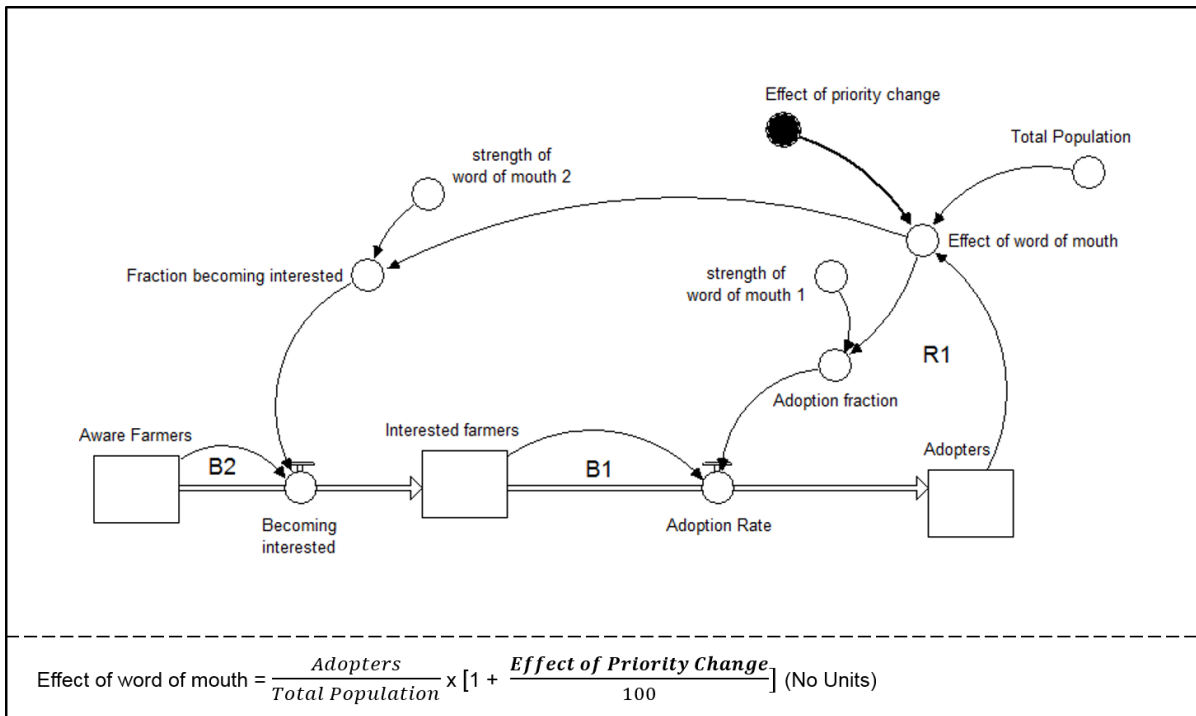 Effect of priority change
Total Population
strength of
word of mouth 2
Effect of word of mouth
Fraction becoming interested
strength of
word of mouth 1
R1
Adoption fraction
Aware Farmers
Interested farmers
Adopters
B2
B1
Becoming
interested
Adoption Rate
Effect of word of mouth = Adopters / Total Population x [1 + Effect of Priority Change / 100] (No Units)